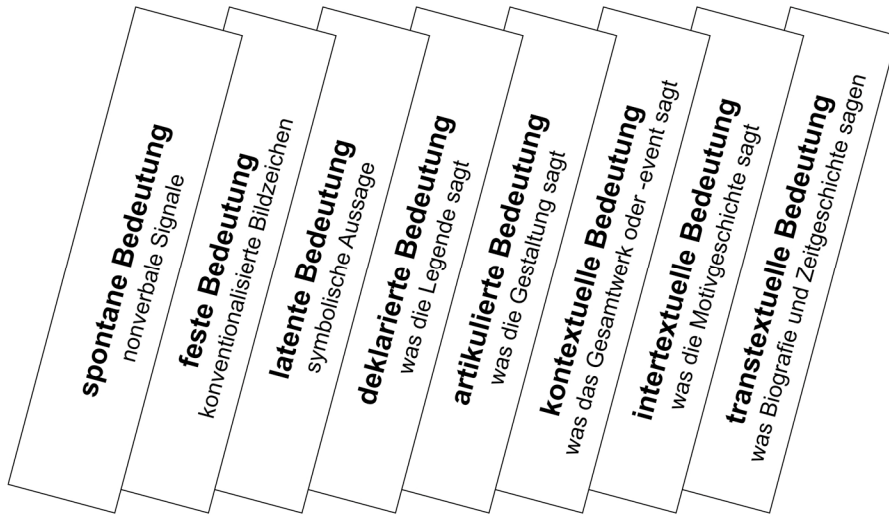 spontane Bedeutung
nonverbale Signale
feste Bedeutung
konventionalisierte Bildzeichen
latente Bedeutung
symbolische Aussage
deklarierte Bedeutung
was die Legende sagt
artikulierte Bedeutung
was die Gestaltung sagt
kontextuelle Bedeutung
was das Gesamtwerk oder -event sagt
intertextuelle Bedeutung
was die Motivgeschichte sagt
transtextuelle Bedeutung
was Biografie und Zeitgeschichte sagen